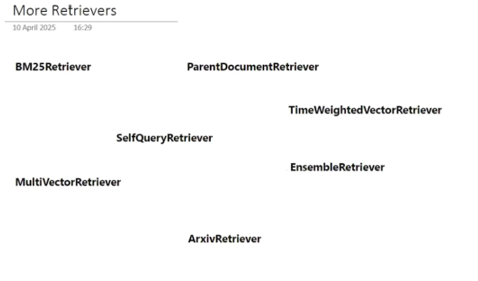 More Retrievers
10 April 2025 16:29
BM25Retriever
ParentDocumentRetriever
TimeWeightedVectorRetriever
SelfQueryRetriever
EnsembleRetriever
MultiVectorRetriever
ArxivRetriever